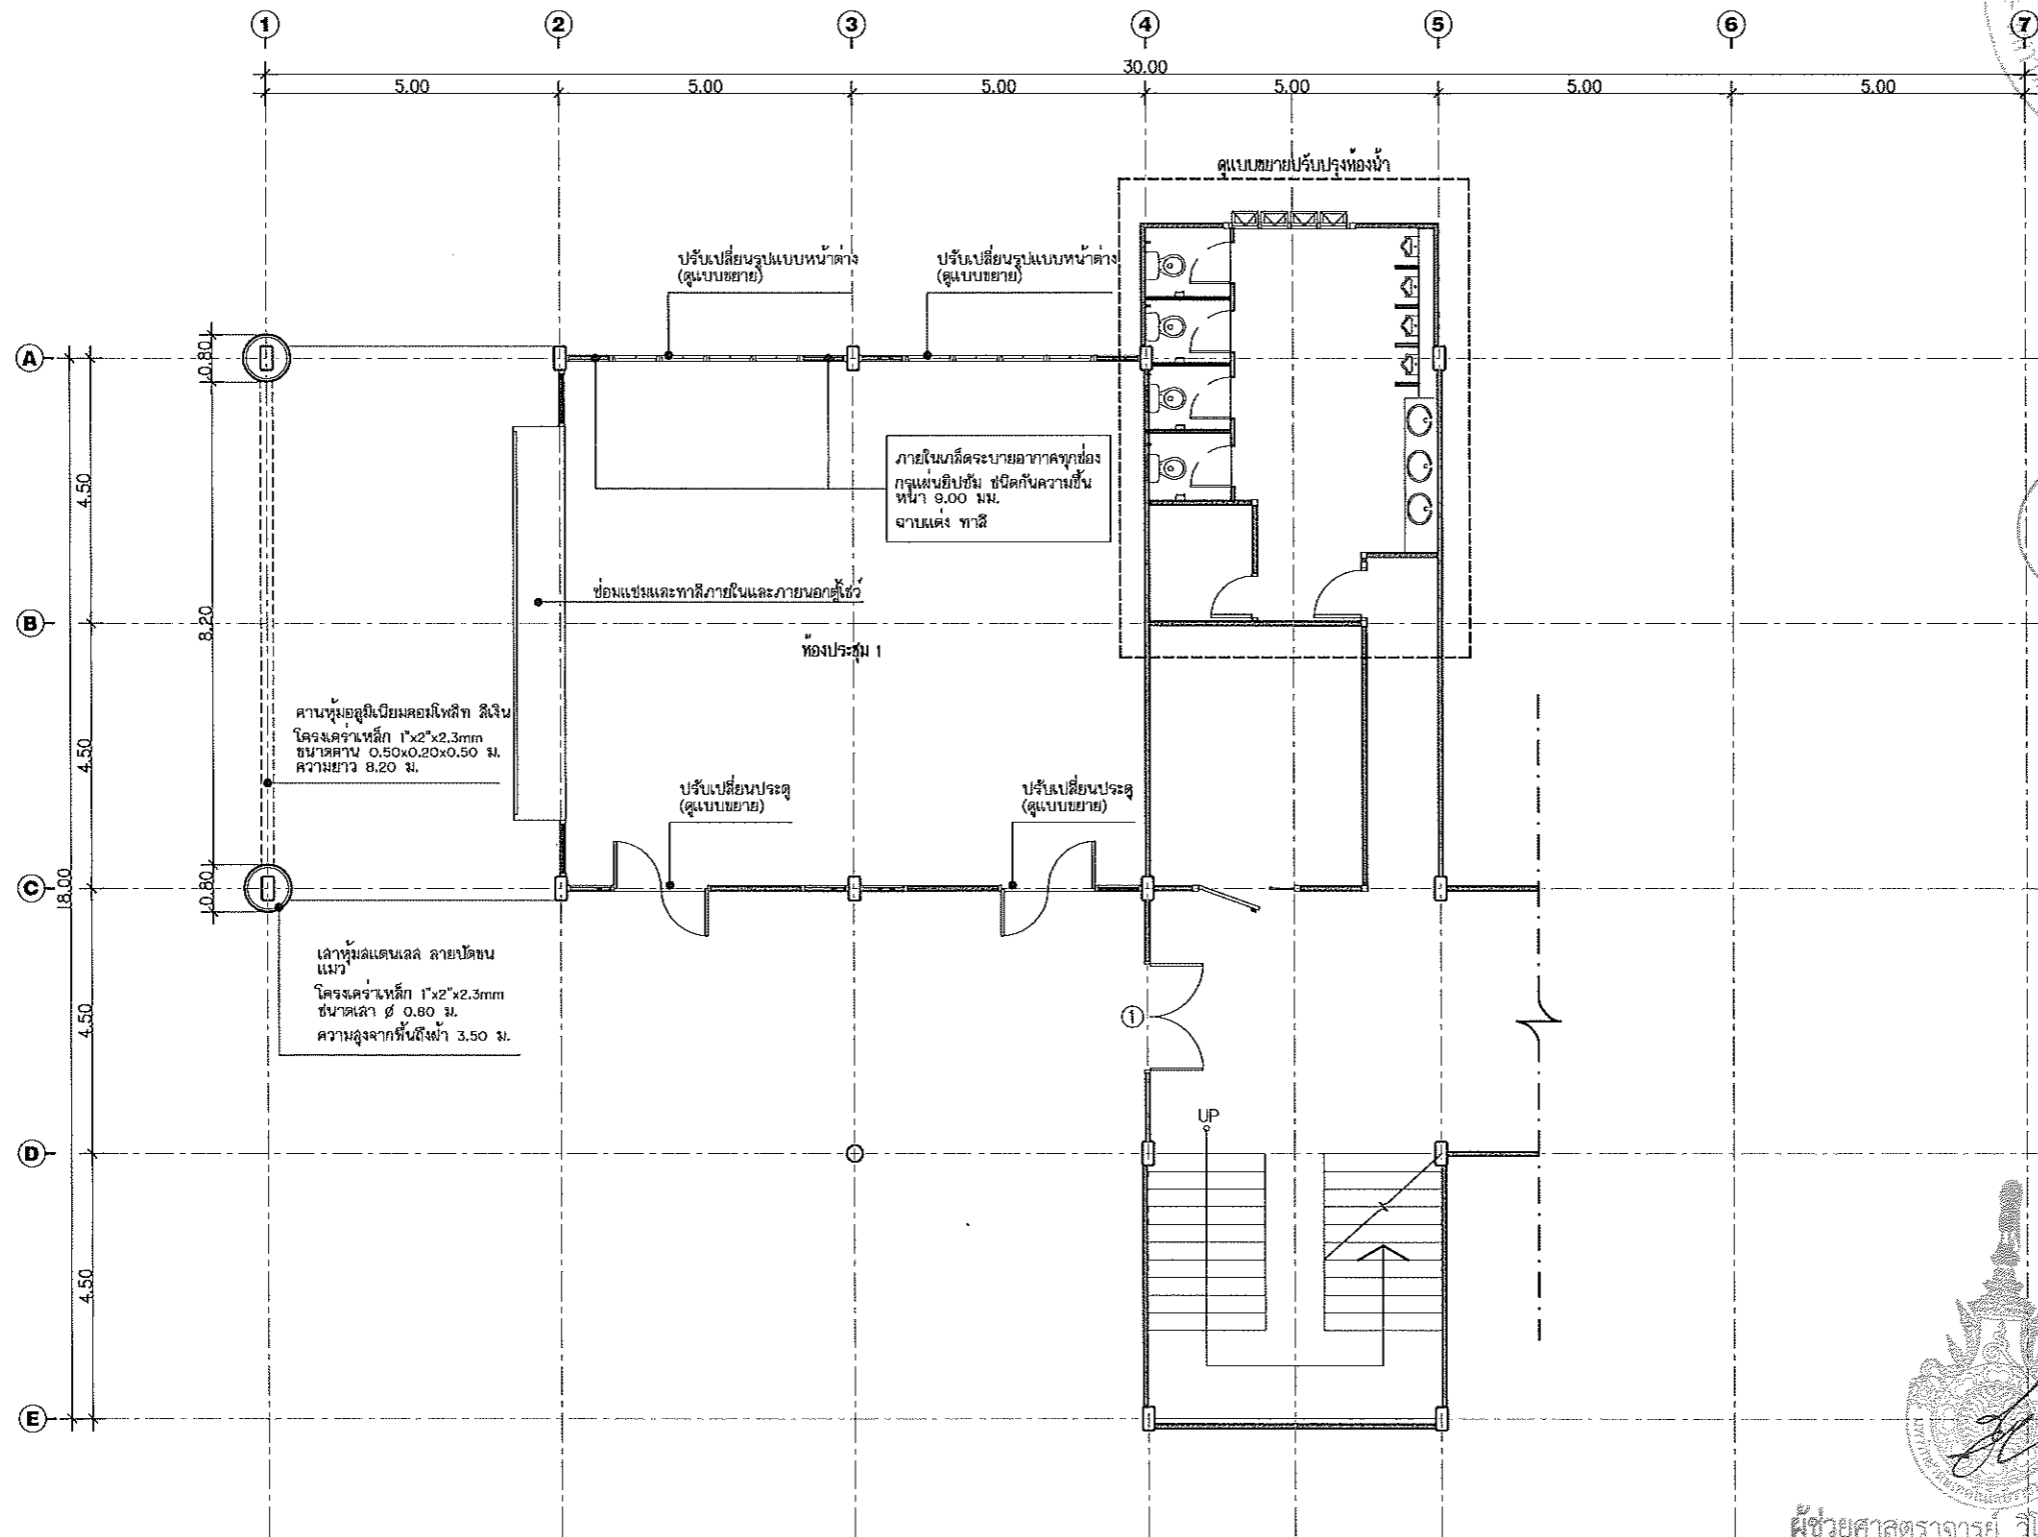 1 2 3 4 5 6 7
30.00
5.00 5.00 5.00 5.00 5.00 5.00
ดูแบบขยายปรับปรุงห้องน้ำ
ปรับเปลี่ยนรูปแบบหน้าต่าง
(ดูแบบขยาย)
ปรับเปลี่ยนรูปแบบหน้าต่าง
(ดูแบบขยาย)
A
0.80
ภายในเกล็ดระบายอากาศทุกช่อง
กรุแผ่นยิปซัม ชนิดกันความชื้น
หนา 9.00 มม.
ฉาบแต่ง ทาสี
4.50
ซ่อมแซมและทาสีภายในและภายนอกตู้โชว์
B
8.20
ห้องประชุม 1
คานหุ้มอลูมิเนียมคอมโพสิท สีเงิน
โครงเคร่าเหล็ก 1"x2"x2.3mm
ขนาดคาน 0.50x0.20x0.50 ม.
ความยาว 8.20 ม.
4.50
ปรับเปลี่ยนประตู
(ดูแบบขยาย)
ปรับเปลี่ยนประตู
(ดูแบบขยาย)
C
18.00
0.80
เสาหุ้มสแตนเลส ลายปัดขน
แมว
โครงเคร่าเหล็ก 1"x2"x2.3mm
ขนาดเสา ø 0.80 ม.
ความสูงจากพื้นถึงฝ้า 3.50 ม.
4.50
1
UP
D
4.50
E
ผู้ช่วยศาสตราจารย์